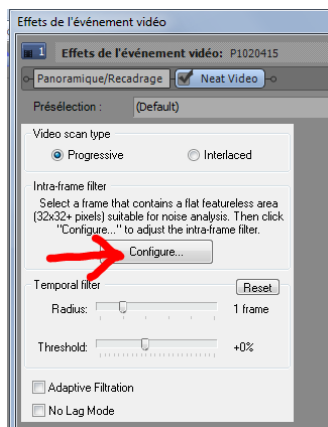 Effets de l'événement vidéo
1 Effets de l'événement vidéo: P1020415
Panoramique/Recadrage Neat Video
Présélection : (Default)
Video scan type
Progressive Interlaced
Intra-frame filter
Select a frame that contains a flat featureless area
(32x32+ pixels) suitable for noise analysis. Then click
"Configure..." to adjust the intra-frame filter.
Configure...
Temporal filter Reset
Radius: 1 frame
Threshold: +0%
Adaptive Filtration
No Lag Mode